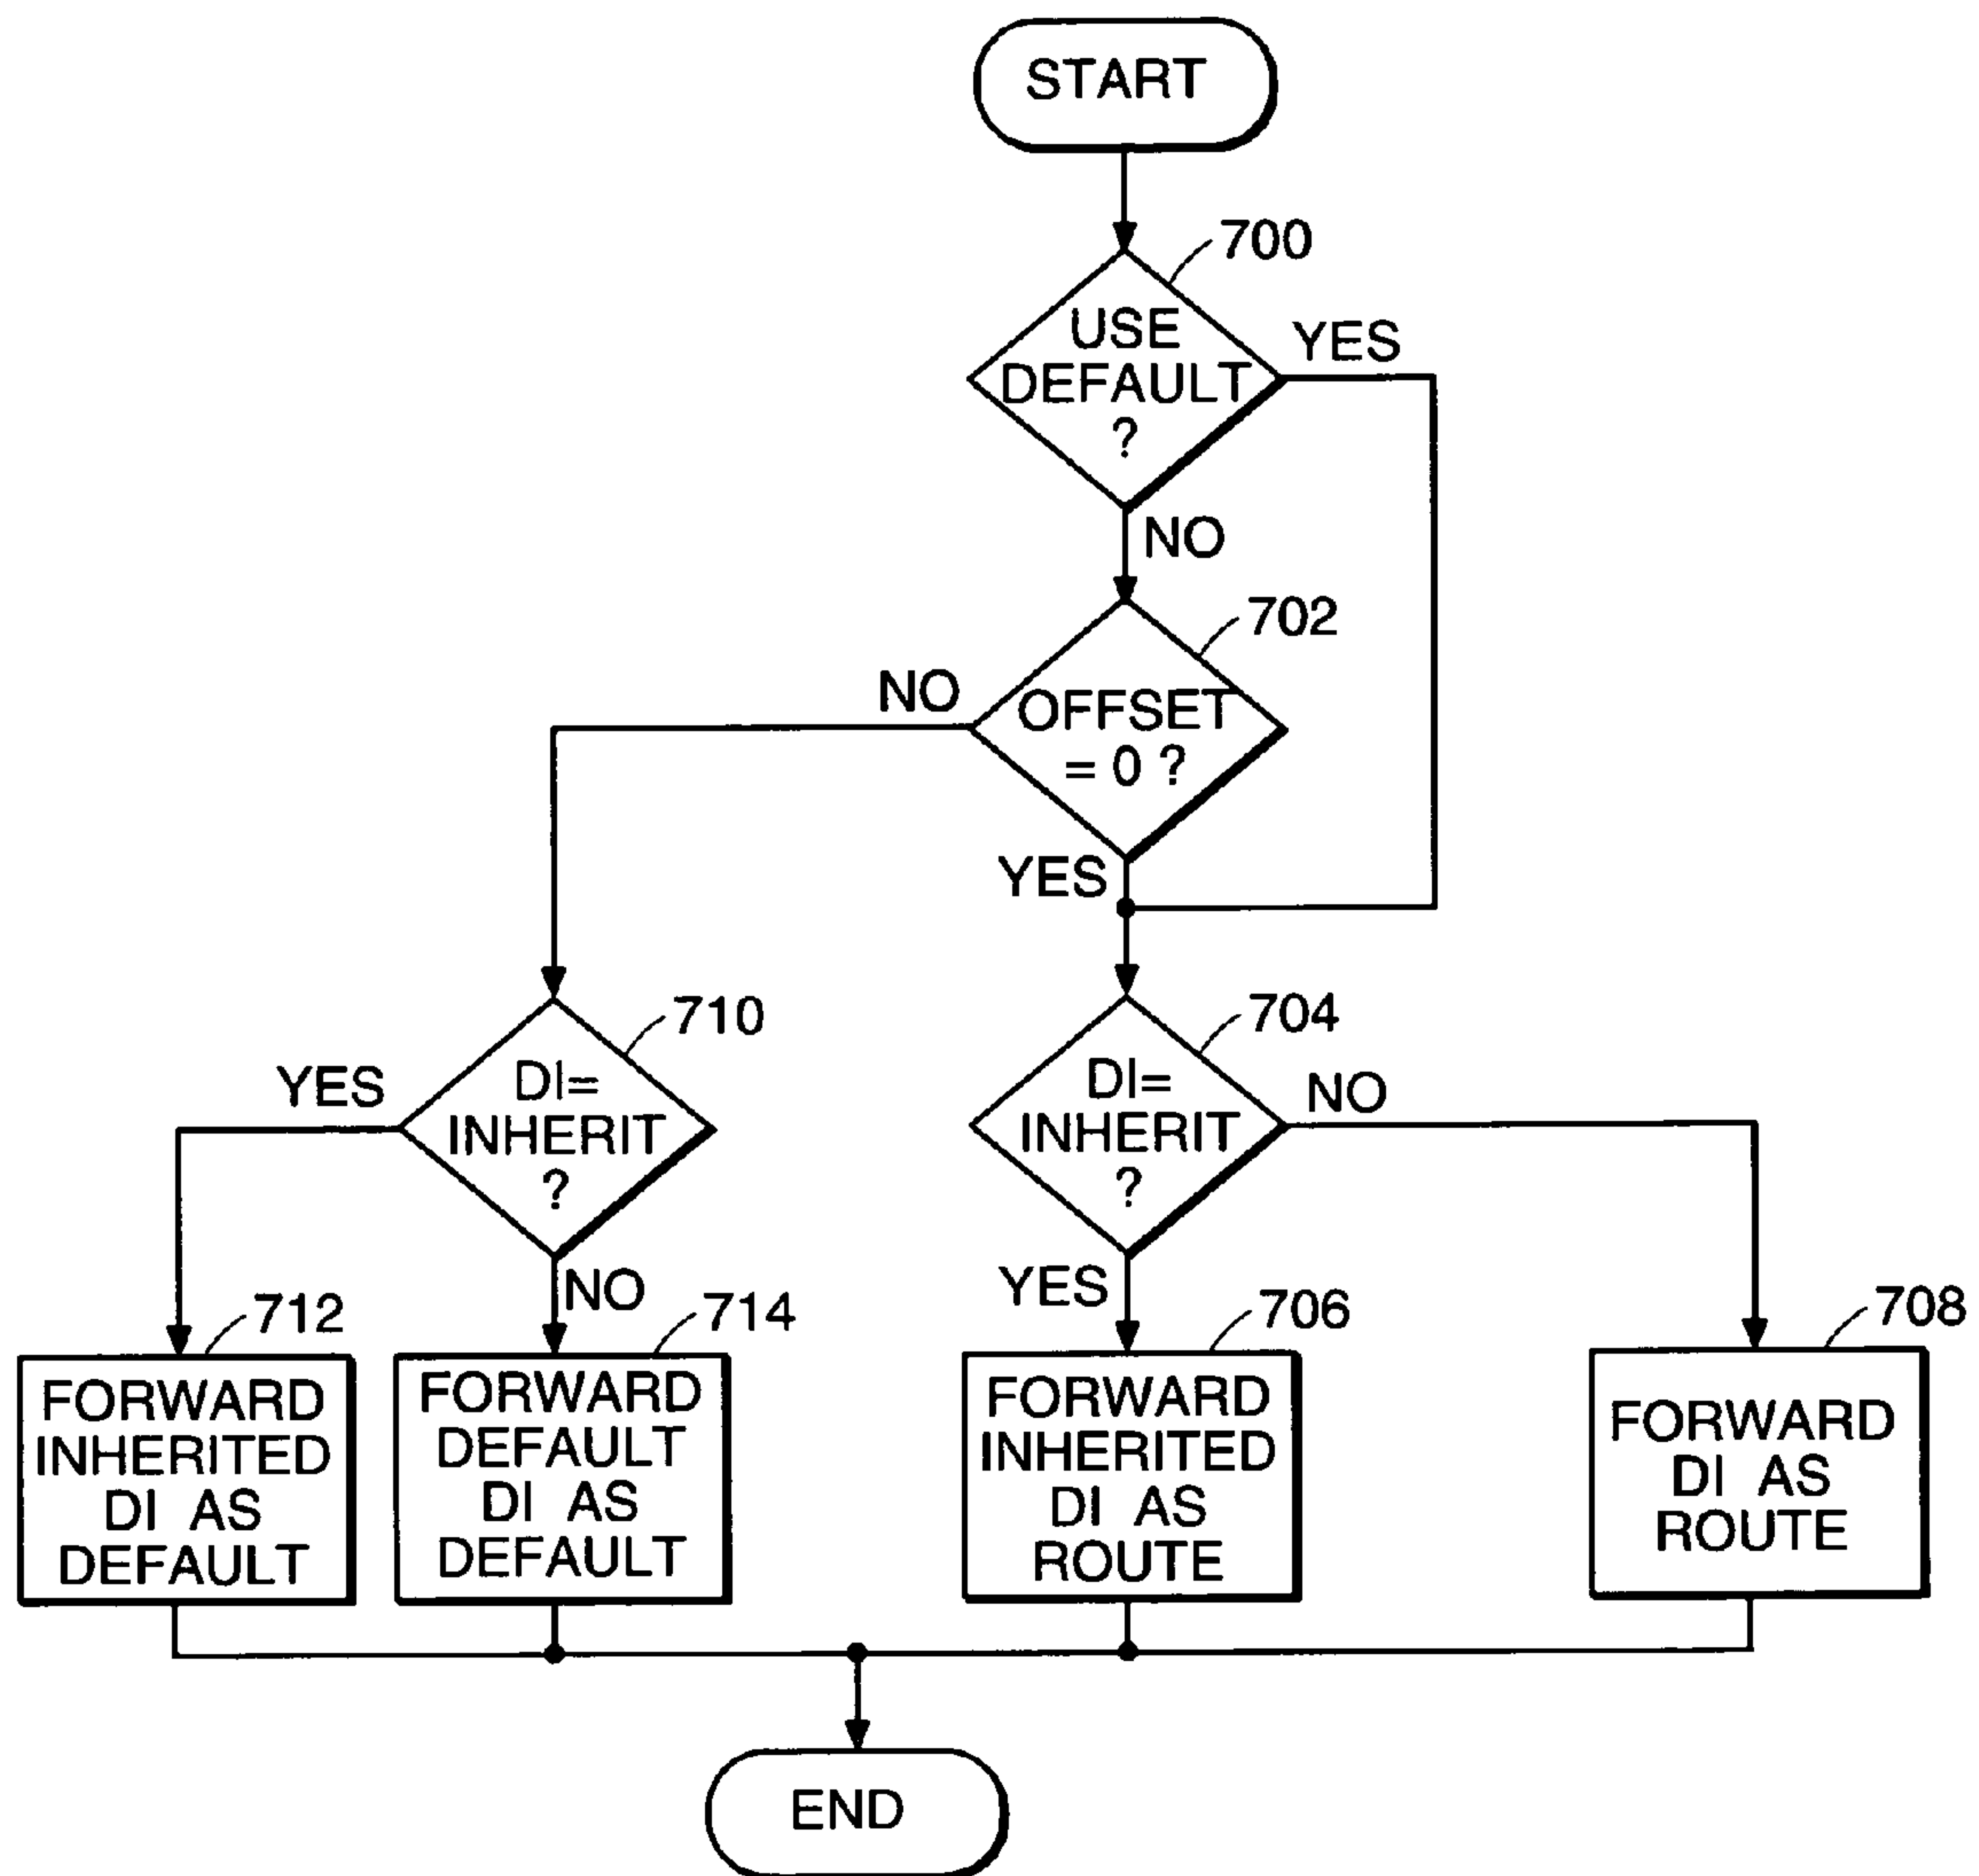 START
700
USE
DEFAULT
?
YES
NO
702
NO
OFFSET
= 0 ?
YES
710
704
YES
DI=
INHERIT
?
DI=
INHERIT
?
NO
NO
YES
712
714
706
708
FORWARD
INHERITED
DI AS
DEFAULT
FORWARD
DEFAULT
DI AS
DEFAULT
FORWARD
INHERITED
DI AS
ROUTE
FORWARD
DI AS
ROUTE
END